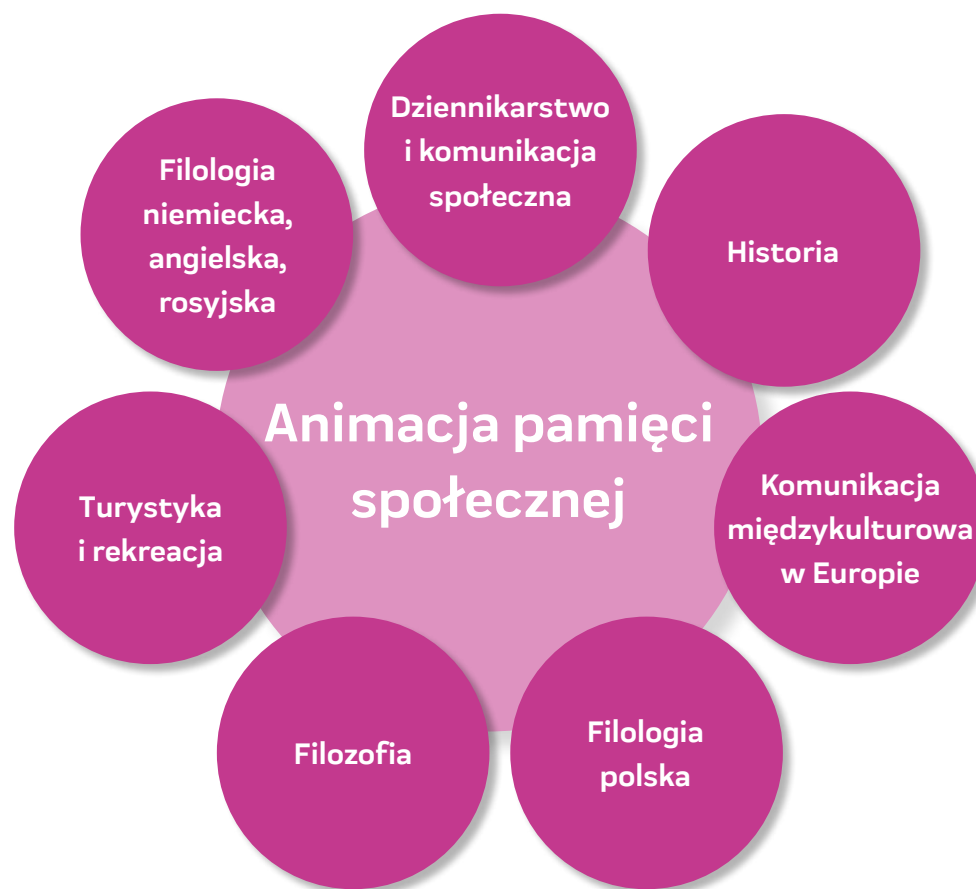 Dziennikarstwo
i komunikacja
społeczna
Historia
Komunikacja
międzykulturowa
w Europie
Filologia
polska
Filozofia
Turystyka
i rekreacja
Filologia
niemiecka,
angielska,
rosyjska
Animacja pamięci
społecznej